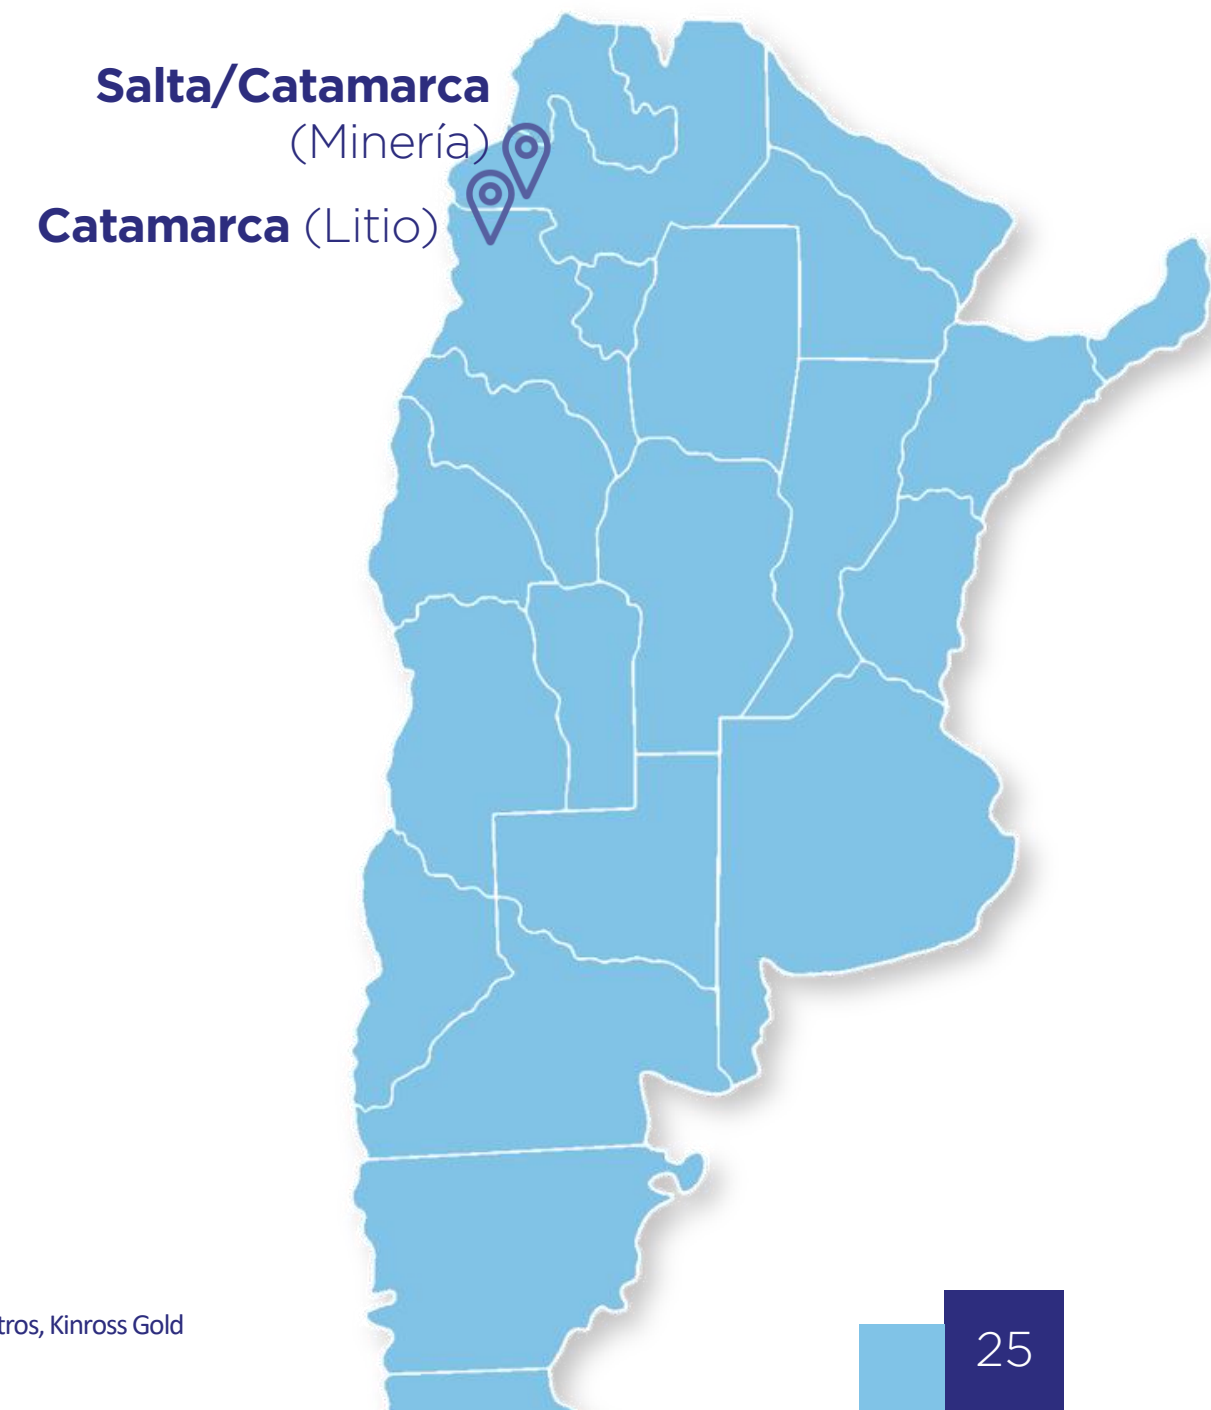 Salta/Catamarca
(Minería)
Catamarca (Litio)
tros, Kinross Gold
25